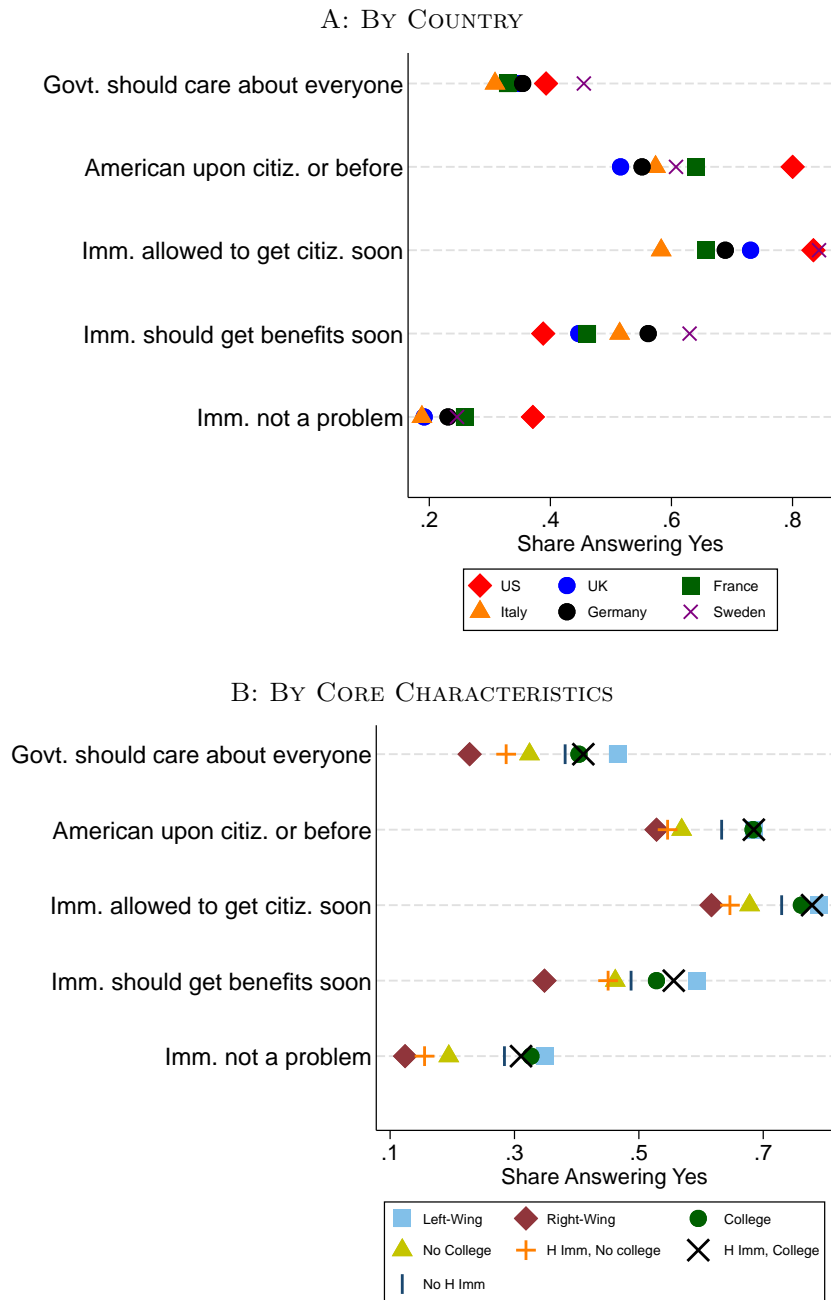 A: By Country
Govt. should care about everyone
American upon citiz. or before
Imm. allowed to get citiz. soon
Imm. should get benefits soon
Imm. not a problem
.2 .4 .6 .8
Share Answering Yes
US UK France
Italy Germany Sweden
B: By Core Characteristics
Govt. should care about everyone
American upon citiz. or before
Imm. allowed to get citiz. soon
Imm. should get benefits soon
Imm. not a problem
.1 .3 .5 .7
Share Answering Yes
Left-Wing Right-Wing College
No College H Imm, No college H Imm, College
No H Imm